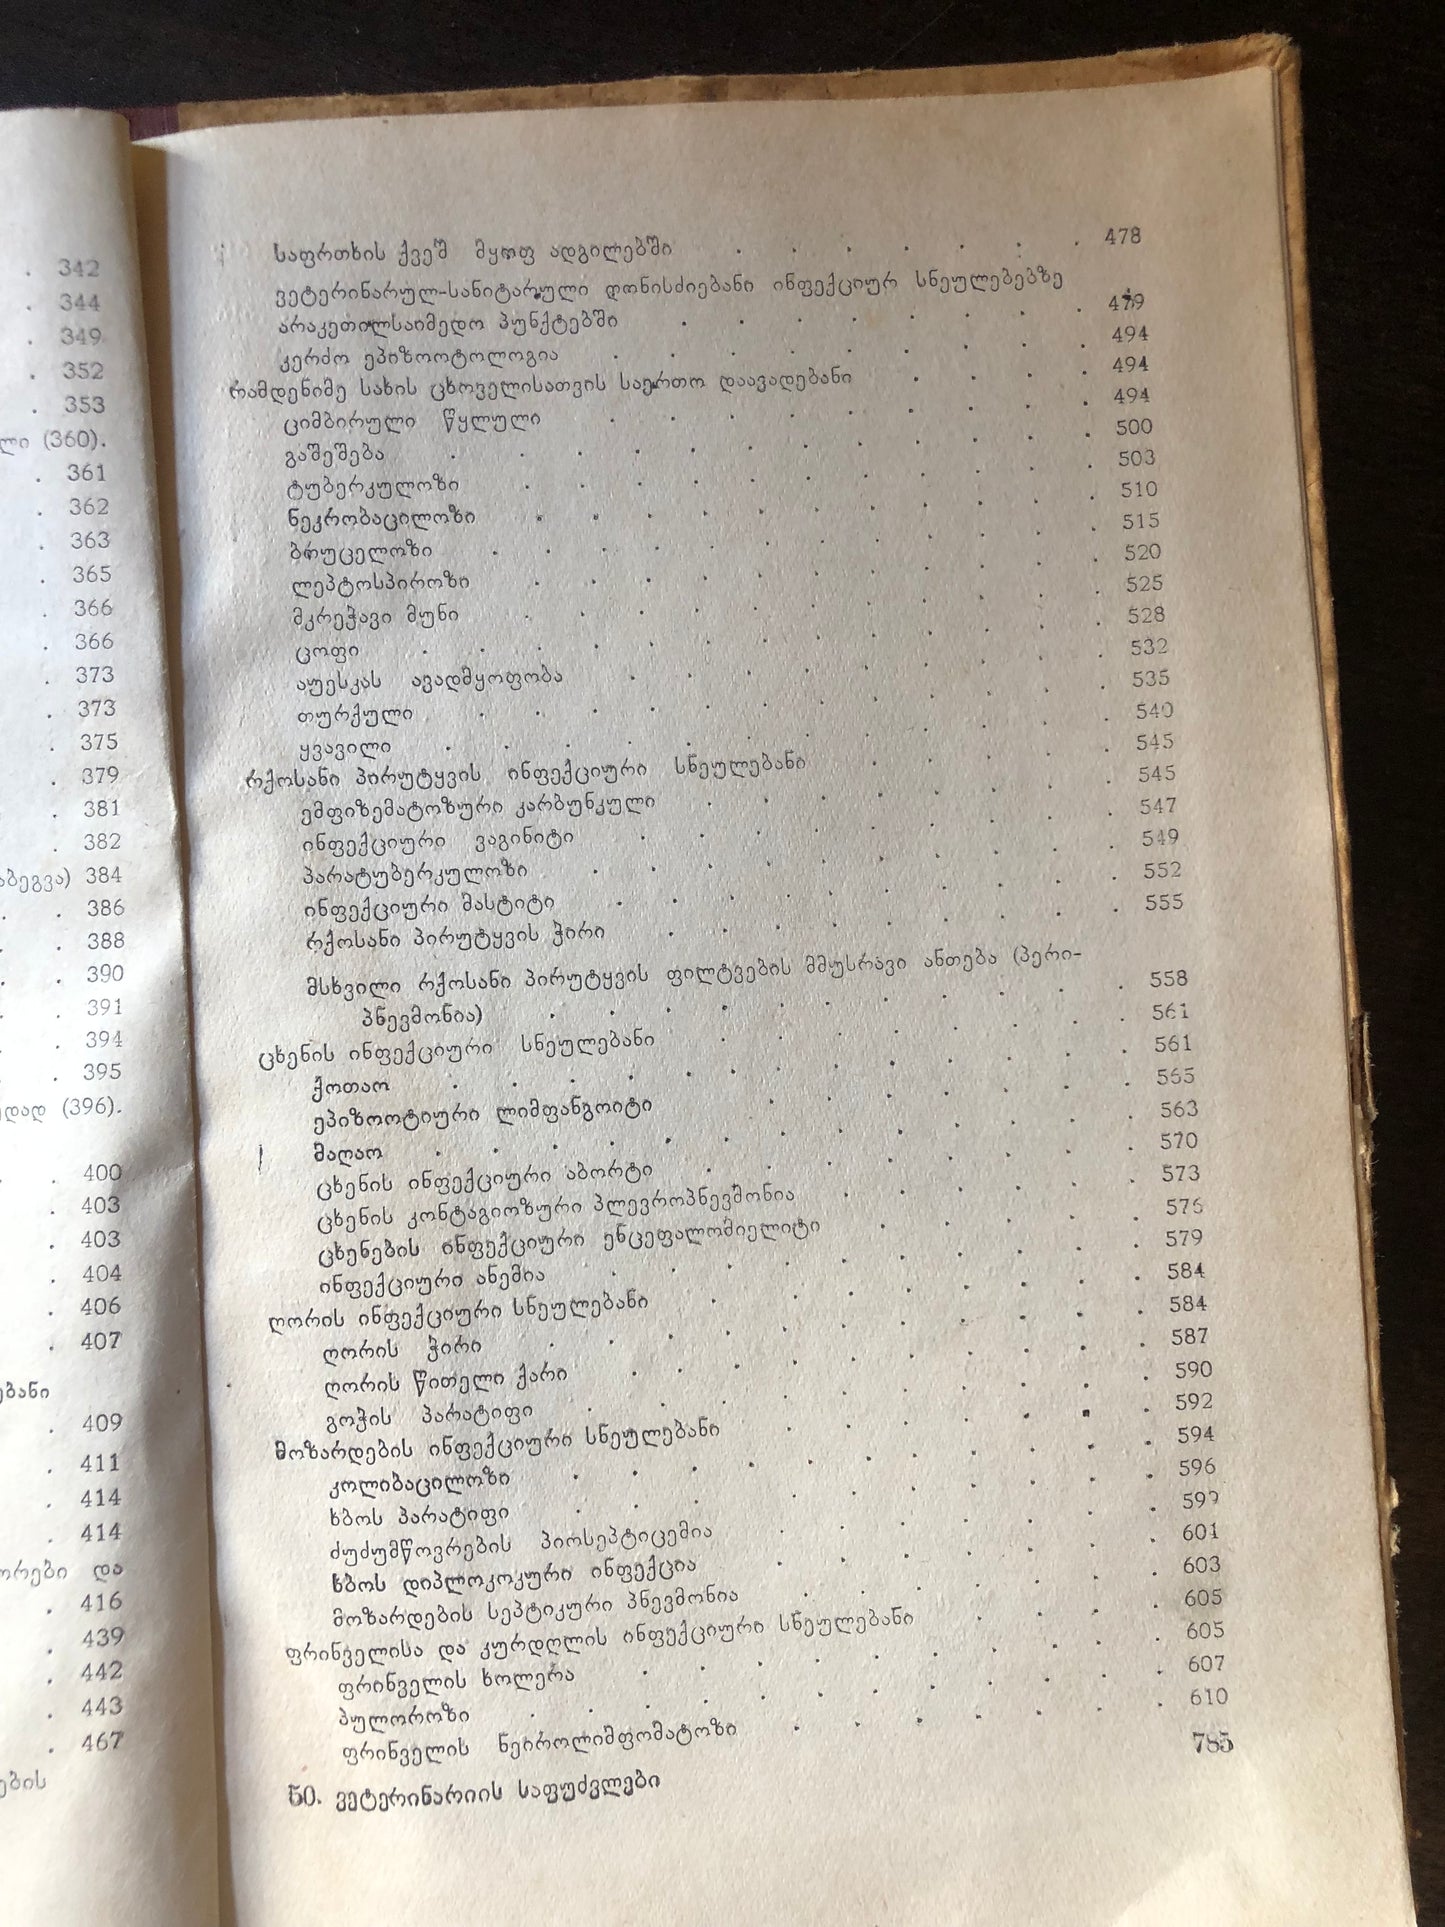 . 342
. 344
. 349
. 352
. 353
ლი (360).
. 361
. 362
. 363
. 365
. 366
. 366
. 373
. 373
. 375
. 379
. 381
. 382
აბეგვა) 384
. . 386
. . 388
. . 390
. . 391
. . 394
. . 395
ედად (396).
. . 400
. 403
. 403
. 404
. 406
. 407
ებანი
. 409
. 411
. 414
. 414
ორები და
. 416
. 439
. 442
. 443
. 467
ების
საფრთხის ქვეშ მყოფ ადგილებში . . . . . . . 478
ვეტერინარულ-სანიტარული ღონისძიებანი ინფექციურ სნეულებებზე
არაკეთილსაიმედო პუნქტებში . . . . . . . . 479
კერძო ეპიზოოტოლოგია . . . . . . . . . 494
რამდენიმე სახის ცხოველისათვის საერთო დაავადებანი . . . . . 494
ციმბირული წყლული . . . . . . . . . 494
გაშეშება . . . . . . . . . . . . 500
ტუბერკულოზი . . . . . . . . . . . 503
ნეკრობაცილოზი . . . . . . . . . . . 510
ბრუცელოზი . . . . . . . . . . . 515
ლეპტოსპიროზი . . . . . . . . . . . 520
მკრეჭავი მუნი . . . . . . . . . . . 525
ცოფი . . . . . . . . . . . . . 528
აუესკას ავადმყოფობა . . . . . . . . . 532
თურქული . . . . . . . . . . . . 535
ყვავილი . . . . . . . . . . . . 540
რქოსანი პირუტყვის ინფექციური სნეულებანი . . . . . 545
ემფიზემატოზური კარბუნკული . . . . . . . . 545
ინფექციური ვაგინიტი . . . . . . . . . 547
პარატუბერკულოზი . . . . . . . . . . 549
ინფექციური მასტიტი . . . . . . . . . 552
რქოსანი პირუტყვის ჭირი . . . . . . . . . 555
მსხვილი რქოსანი პირუტყვის ფილტვების მმუსრავი ანთება (პერი-
პნევმონია) . . . . . . . . . . . 558
ცხენის ინფექციური სნეულებანი . . . . . . . . 561
ქოთაო . . . . . . . . . . . . . 561
ეპიზოოტიური ლიმფანგოიტი . . . . . . . 565
მაღაო . . . . . . . . . . . . . 563
ცხენის ინფექციური აბორტი . . . . . . . . 570
ცხენის კონტაგიოზური პლევროპნევმონია . . . . . . 573
ცხენების ინფექციური ენცეფალომიელიტი . . . . . 576
ინფექციური ანემია . . . . . . . . . . 579
ღორის ინფექციური სნეულებანი . . . . . . . . 584
ღორის ჭირი . . . . . . . . . . 584
ღორის წითელი ქარი . . . . . . . . . 587
გოჭის პარატიფი . . . . . . . . . . 590
მოზარდების ინფექციური სნეულებანი . . . . . . 592
კოლიბაცილოზი . . . . . . . . . . 594
ხბოს პარატიფი . . . . . . . . . . 596
ძუძუმწოვრების პიოსეპტიცემია . . . . . . . 599
ხბოს დიპლოკოკური ინფექცია . . . . . . . 601
მოზარდების სეპტიკური პნევმონია . . . . . . . 603
ფრინველისა და კურდღლის ინფექციური სნეულებანი . . . . 605
ფრინველის ხოლერა . . . . . . . . . 605
პულოროზი . . . . . . . . . . . 607
ფრინველის ნეიროლიმფომატოზი . . . . . . . 610
785
50. ვეტერინარიის საფუძვლები